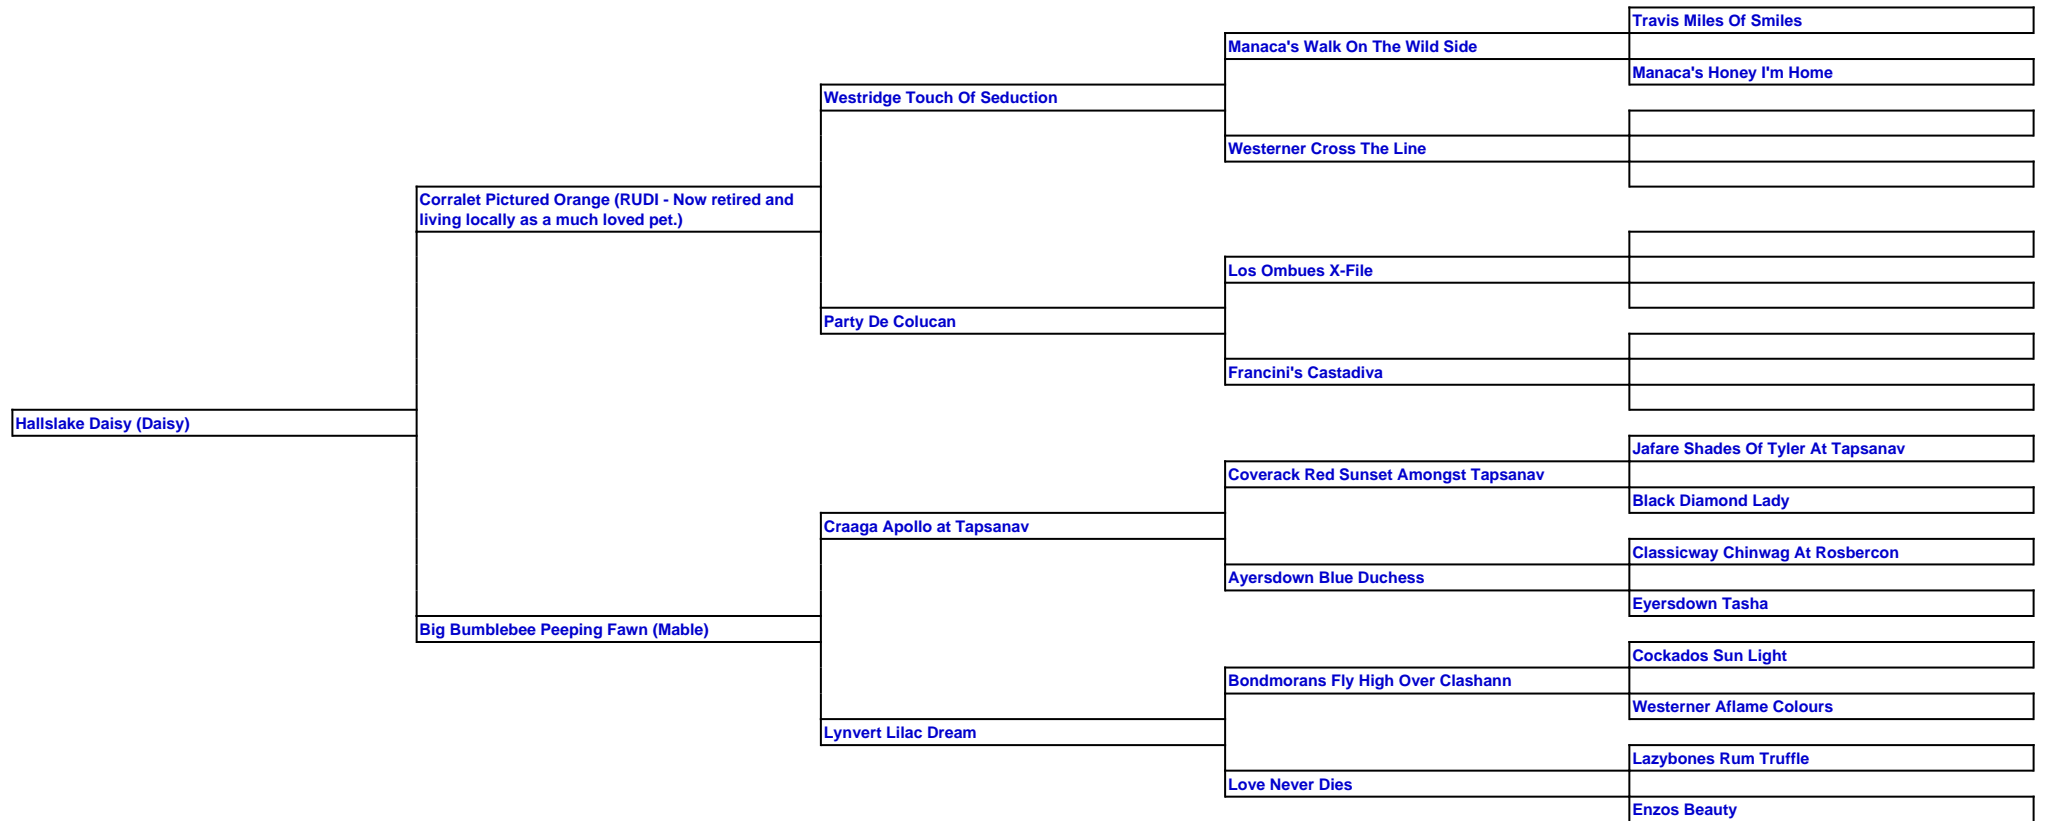 Travis Miles Of Smiles
Manaca's Walk On The Wild Side
Manaca's Honey I'm Home
Westridge Touch Of Seduction
Westerner Cross The Line
Corralet Pictured Orange (RUDI - Now retired and
living locally as a much loved pet.)
Los Ombues X-File
Party De Colucan
Francini's Castadiva
Hallslake Daisy (Daisy)
Jafare Shades Of Tyler At Tapsanav
Coverack Red Sunset Amongst Tapsanav
Black Diamond Lady
Craaga Apollo at Tapsanav
Classicway Chinwag At Rosbercon
Ayersdown Blue Duchess
Eyersdown Tasha
Big Bumblebee Peeping Fawn (Mable)
Cockados Sun Light
Bondmorans Fly High Over Clashann
Westerner Aflame Colours
Lynvert Lilac Dream
Lazybones Rum Truffle
Love Never Dies
Enzos Beauty